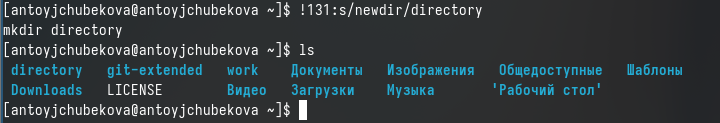 [antoyjchubekova@antoyjchubekova ~]$ !131:s/newdir/directory
mkdir directory
[antoyjchubekova@antoyjchubekova ~]$ ls
directory git-extended work Документы Изображения Общедоступные Шаблоны
Downloads LICENSE Видео Загрузки Музыка 'Рабочий стол'
[antoyjchubekova@antoyjchubekova ~]$